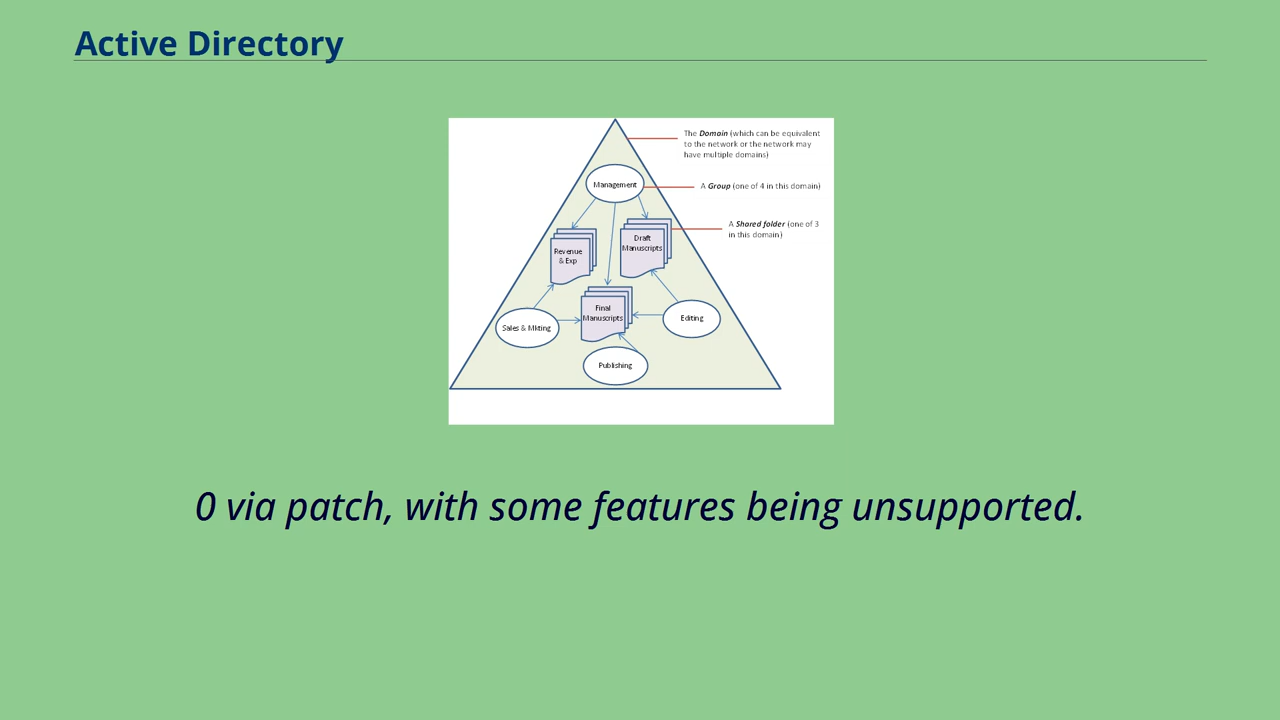 Active Directory
The Domain (which can be equivalent
to the network or the network may
have multiple domains)
Management
A Group (one of 4 in this domain)
A Shared folder (one of 3
in this domain)
Draft
Manuscripts
Revenue
& Exp
Final
Manuscripts
Sales & Mkting
Editing
Publishing
0 via patch, with some features being unsupported.